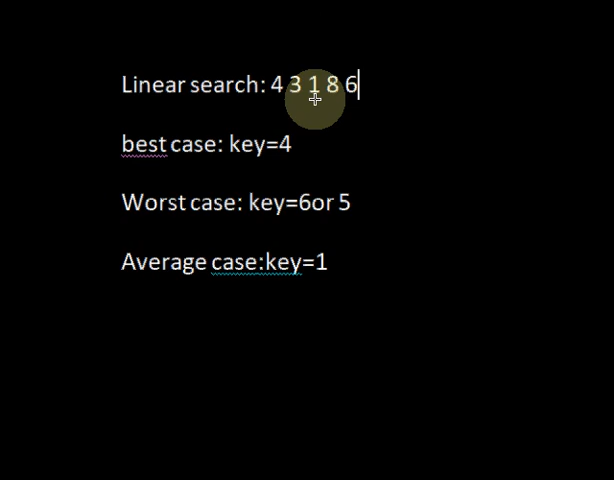 Linear search: 4 3 1 8 6
best case: key=4
Worst case: key=6or 5
Average case:key=1